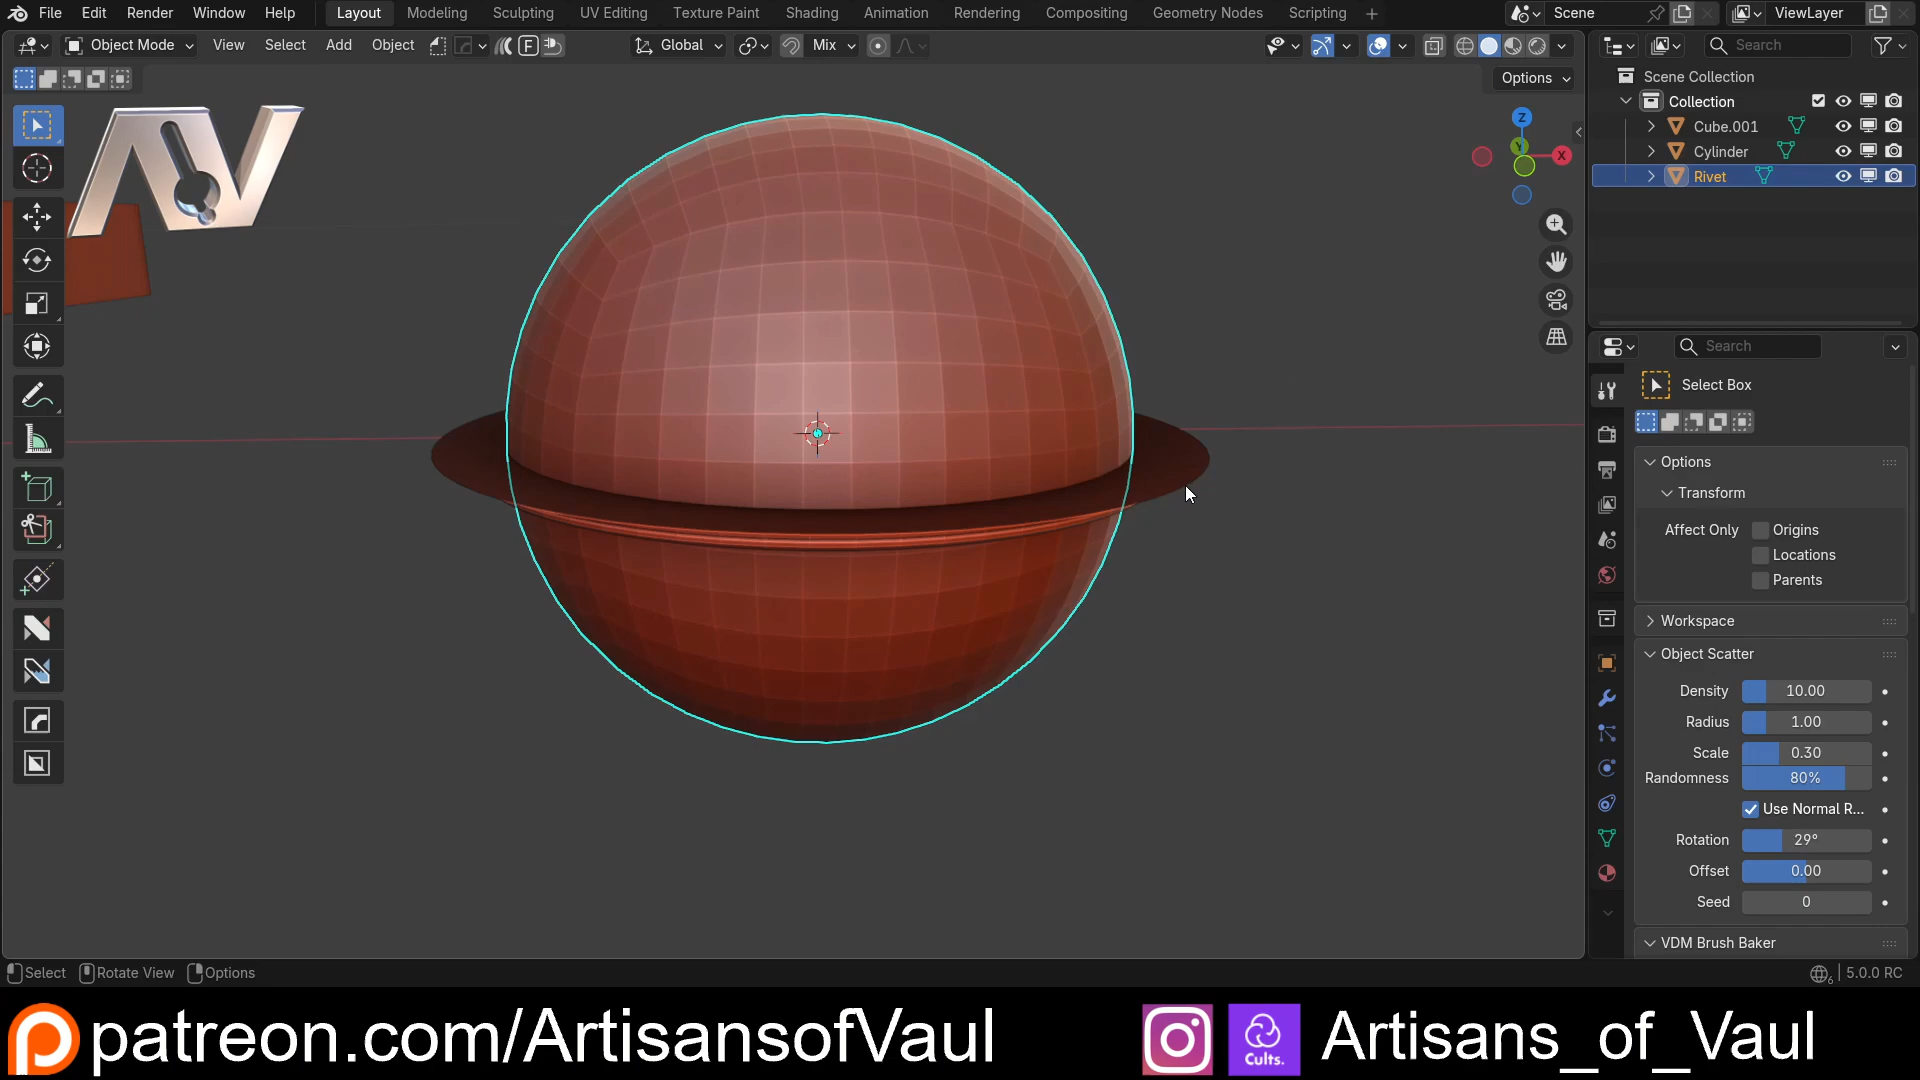 File Edit Render Window Help Layout Modeling Sculpting UV Editing Texture Paint Shading Animation Rendering Compositing Geometry Nodes Scripting + Scene ViewLayer
Object Mode View Select Add Object F Global Mix Search
Options
Scene Collection
Collection
Cube.001
Cylinder
Rivet
Z
Y
X
AV
Search
Select Box
Options
Transform
Affect Only Origins
Locations
Parents
Workspace
Object Scatter
Density 10.00
Radius 1.00
Scale 0.30
Randomness 80%
Use Normal R...
Rotation 29°
Offset 0.00
Seed 0
VDM Brush Baker
Select Rotate View Options 6 5.0.0 RC
patreon.com/ArtisansofVaul Cults. Artisans_of_Vaul